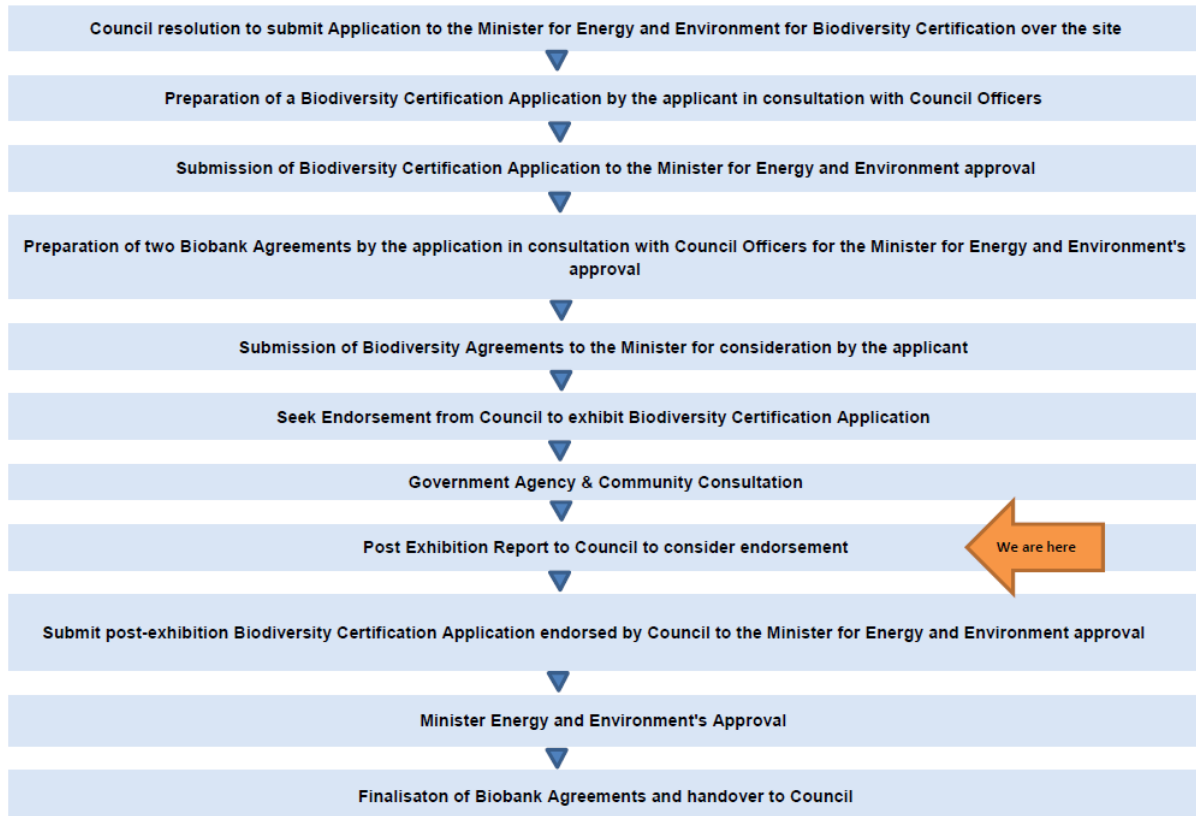 Council resolution to submit Application to the Minister for Energy and Environment for Biodiversity Certification over the site
Preparation of a Biodiversity Certification Application by the applicant in consultation with Council Officers
Submission of Biodiversity Certification Application to the Minister for Energy and Environment approval
Preparation of two Biobank Agreements by the application in consultation with Council Officers for the Minister for Energy and Environment's
approval
Submission of Biodiversity Agreements to the Minister for consideration by the applicant
Seek Endorsement from Council to exhibit Biodiversity Certification Application
Government Agency & Community Consultation
Post Exhibition Report to Council to consider endorsement
We are here
Submit post-exhibition Biodiversity Certification Application endorsed by Council to the Minister for Energy and Environment approval
Minister Energy and Environment's Approval
Finalisaton of Biobank Agreements and handover to Council